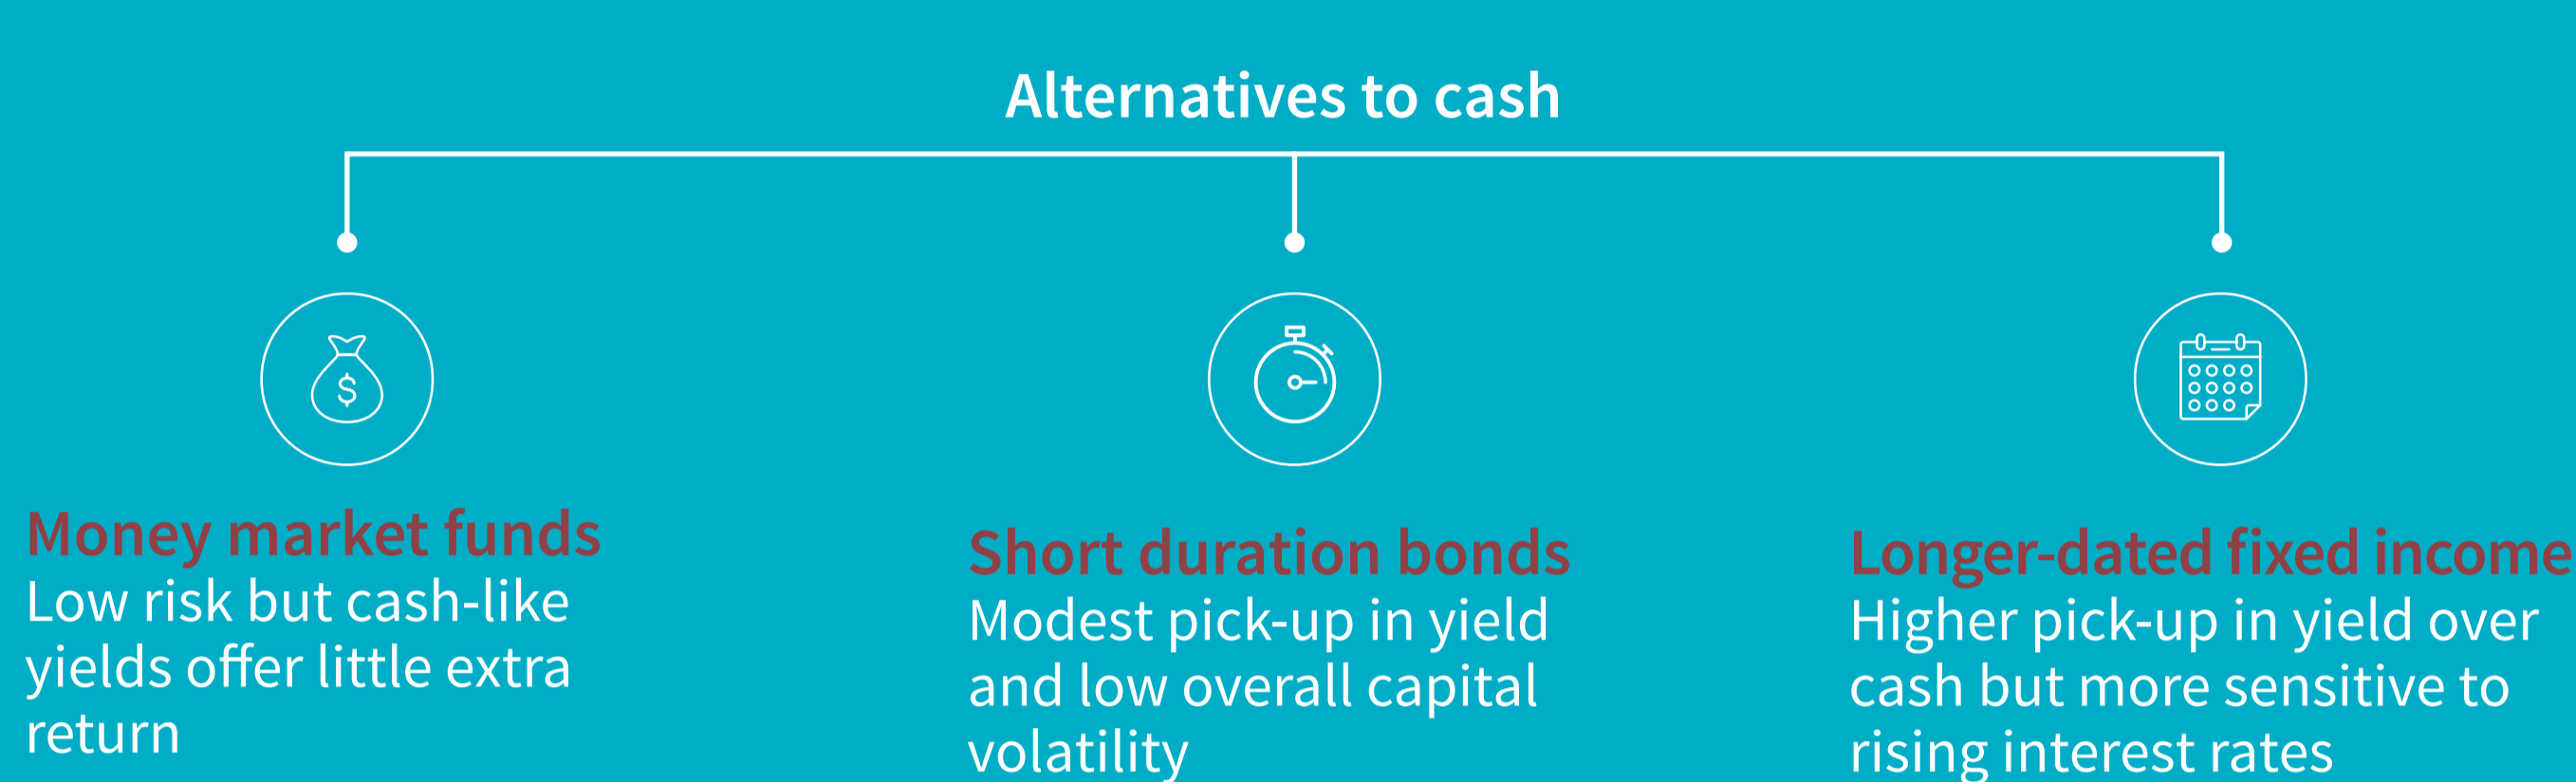 Alternatives to cash
$
Money market funds
Low risk but cash-like
yields offer little extra
return
Short duration bonds
Modest pick-up in yield
and low overall capital
volatility
Longer-dated fixed income
Higher pick-up in yield over
cash but more sensitive to
rising interest rates